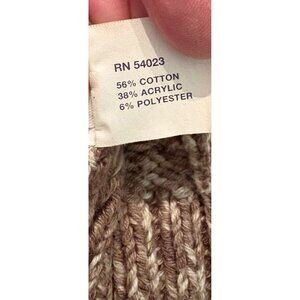 RN 54023
56% COTTON
38% ACRYLIC
6% POLYESTER